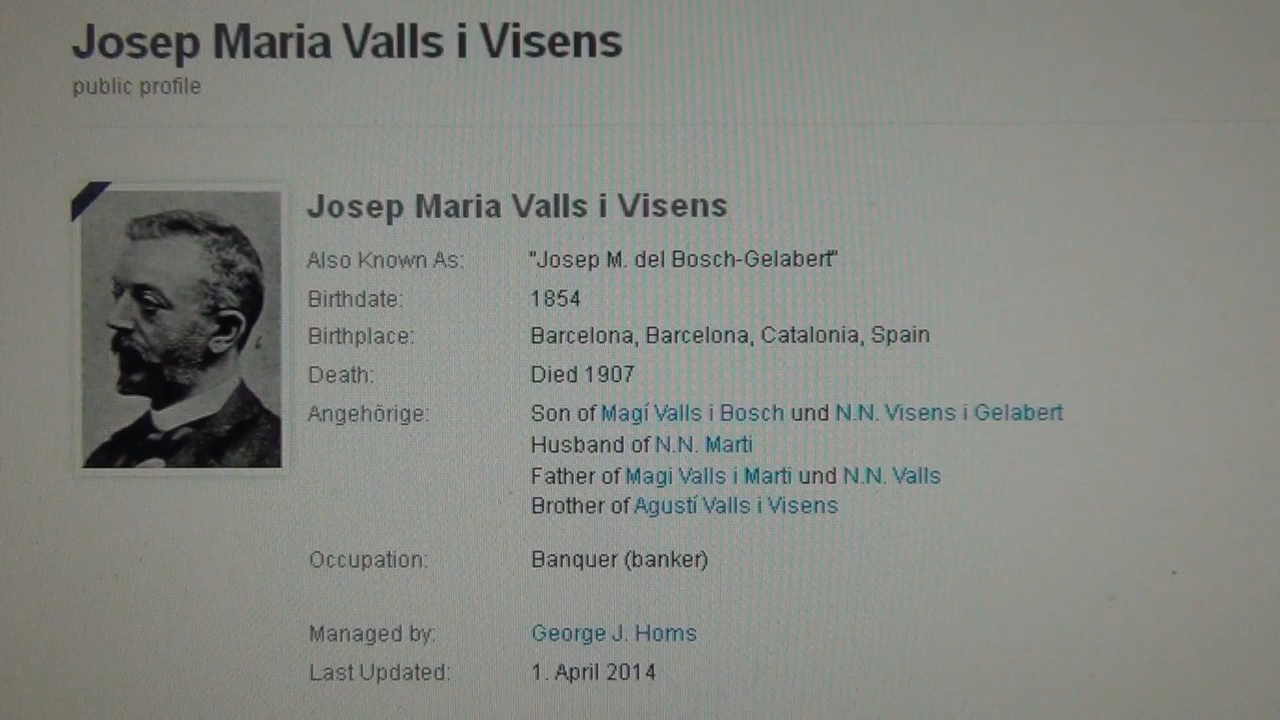 Josep Maria Valls i Visens
public profile
Josep Maria Valls i Visens
Also Known As: "Josep M. del Bosch-Gelabert"
Birthdate: 1854
Birthplace: Barcelona, Barcelona, Catalonia, Spain
Death: Died 1907
Angehörige: Son of Magí Valls i Bosch und N.N. Visens i Gelabert
Husband of N.N. Marti
Father of Magi Valls i Marti und N.N. Valls
Brother of Agustí Valls i Visens
Occupation: Banquer (banker)
Managed by: George J. Homs
Last Updated: 1. April 2014